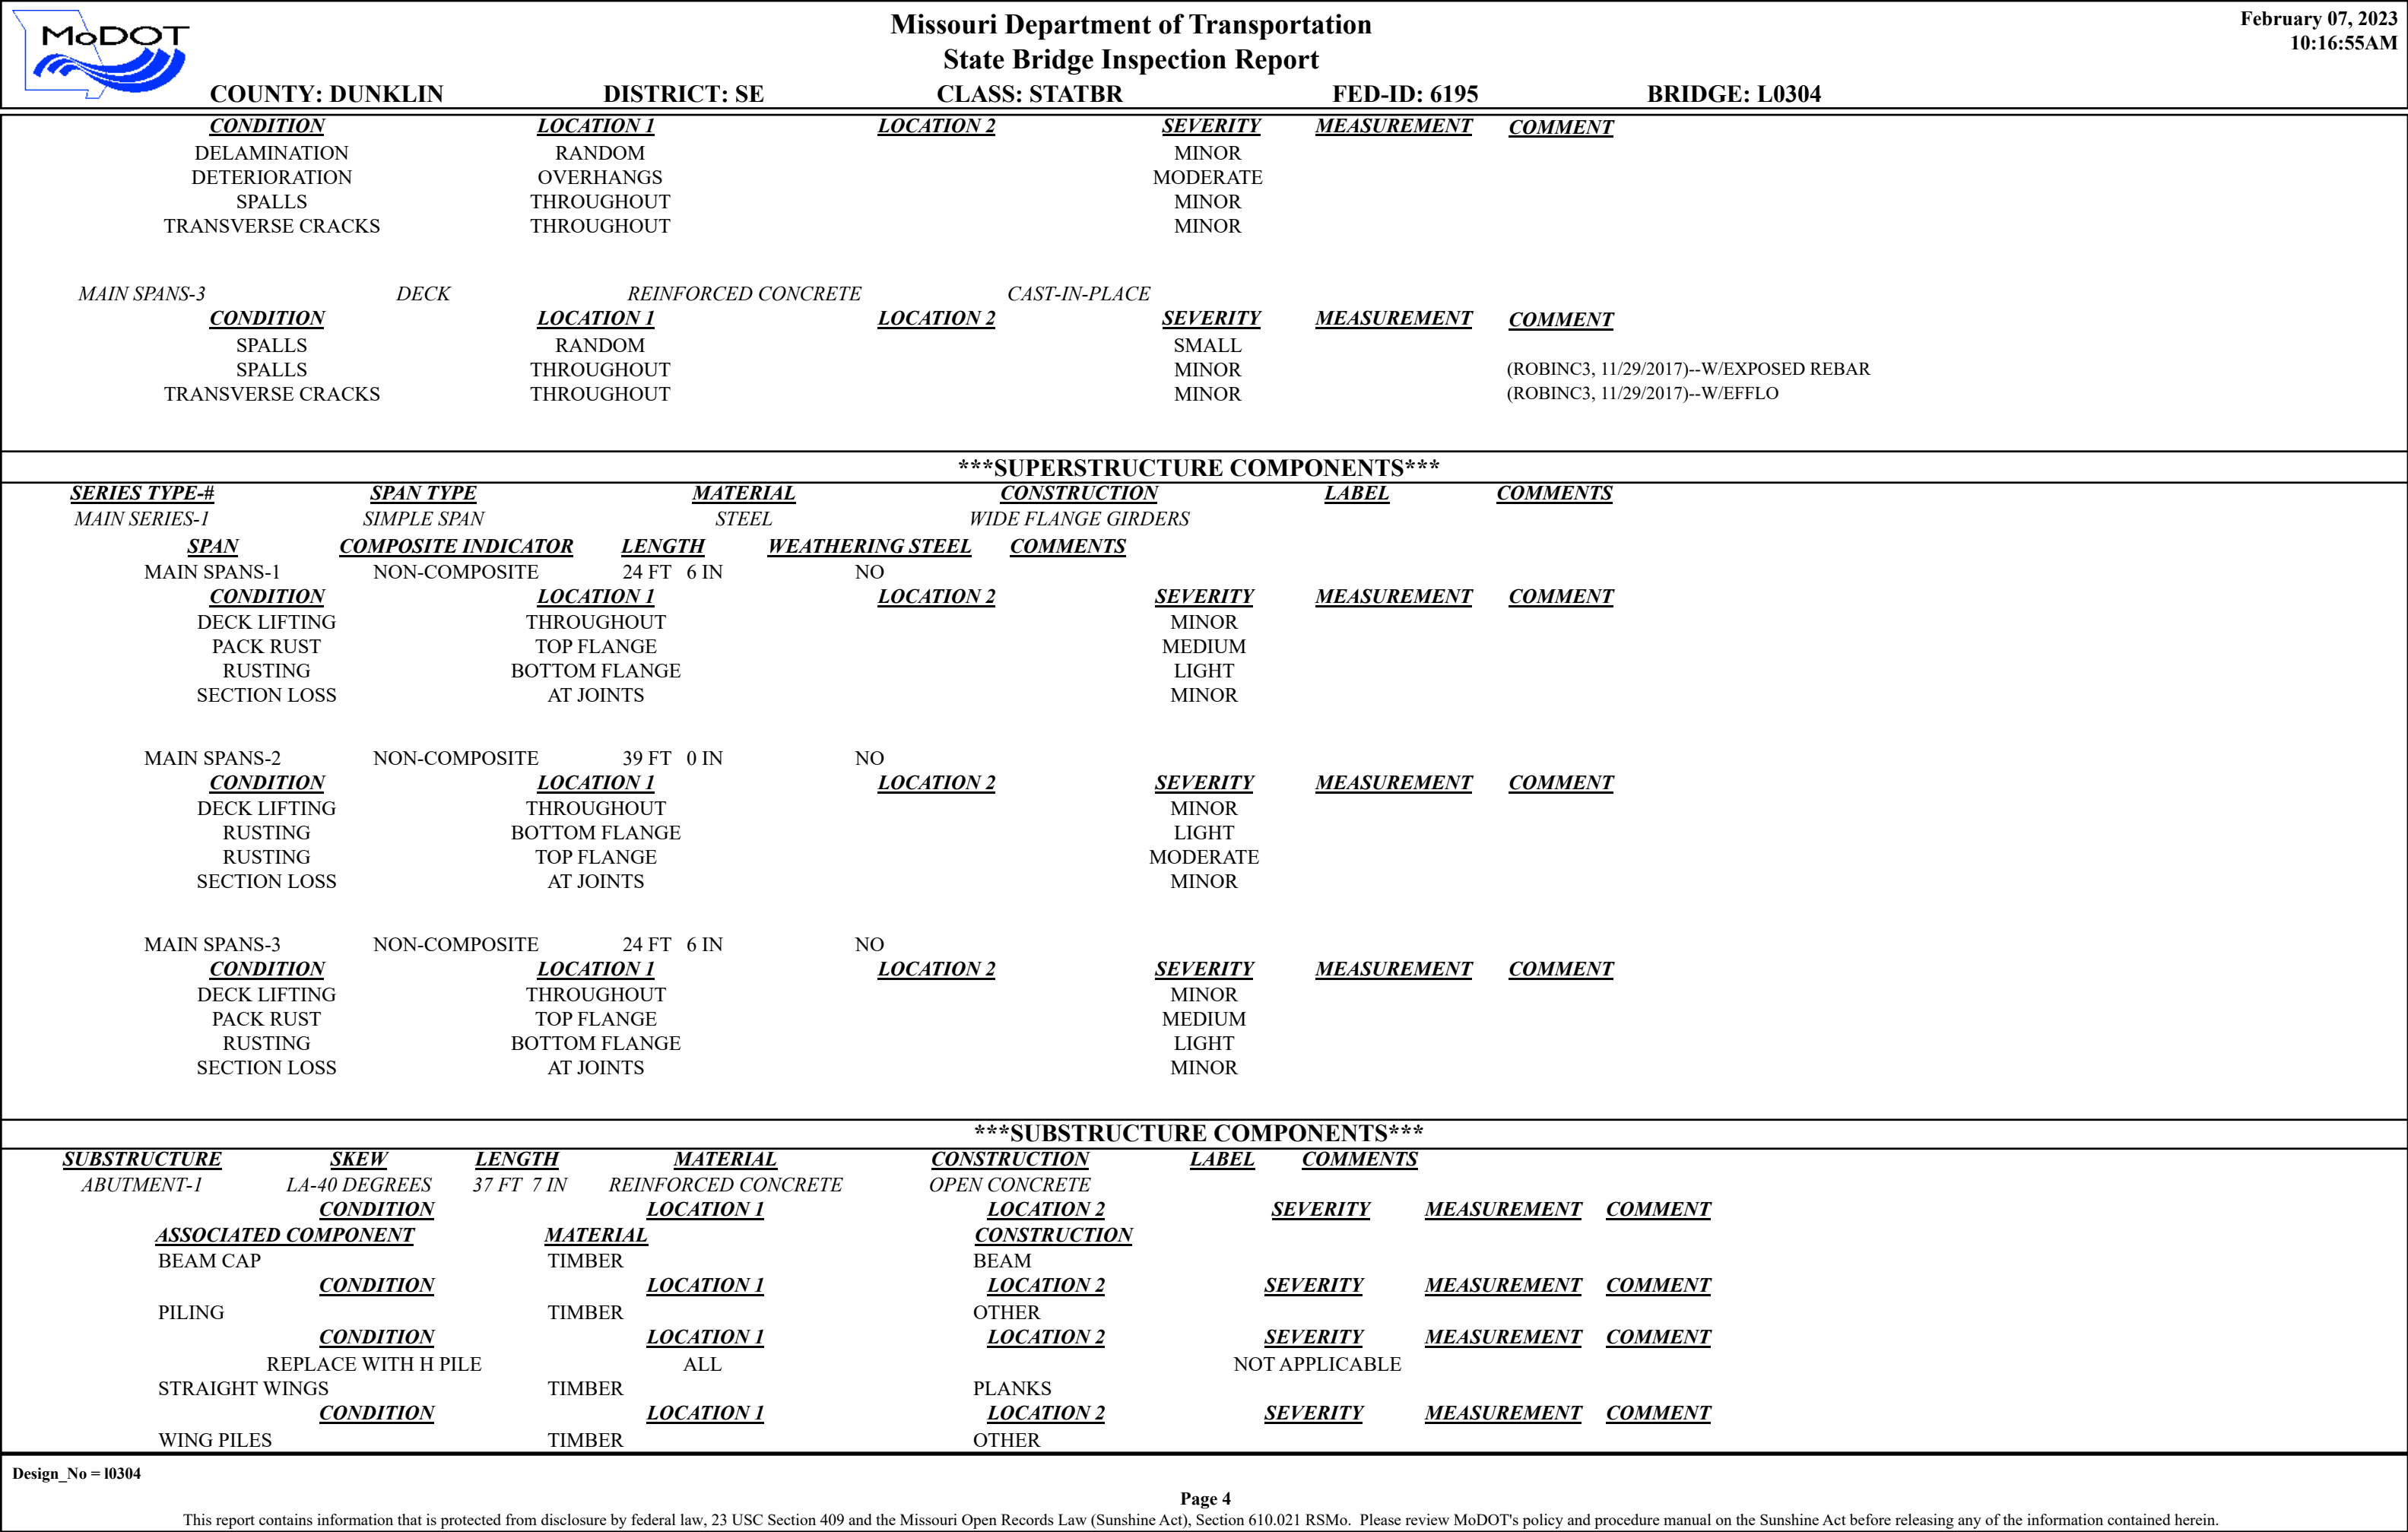 MoDOT
Missouri Department of Transportation
State Bridge Inspection Report
February 07, 2023
10:16:55AM
COUNTY: DUNKLIN DISTRICT: SE CLASS: STATBR FED-ID: 6195 BRIDGE: L0304
CONDITION LOCATION 1 LOCATION 2 SEVERITY MEASUREMENT COMMENT
DELAMINATION RANDOM MINOR
DETERIORATION OVERHANGS MODERATE
SPALLS THROUGHOUT MINOR
TRANSVERSE CRACKS THROUGHOUT MINOR
MAIN SPANS-3 DECK REINFORCED CONCRETE CAST-IN-PLACE
CONDITION LOCATION 1 LOCATION 2 SEVERITY MEASUREMENT COMMENT
SPALLS RANDOM SMALL
SPALLS THROUGHOUT MINOR (ROBINC3, 11/29/2017)--W/EXPOSED REBAR
TRANSVERSE CRACKS THROUGHOUT MINOR (ROBINC3, 11/29/2017)--W/EFFLO
***SUPERSTRUCTURE COMPONENTS***
SERIES TYPE-# SPAN TYPE MATERIAL CONSTRUCTION LABEL COMMENTS
MAIN SERIES-1 SIMPLE SPAN STEEL WIDE FLANGE GIRDERS
SPAN COMPOSITE INDICATOR LENGTH WEATHERING STEEL COMMENTS
MAIN SPANS-1 NON-COMPOSITE 24 FT 6 IN NO
CONDITION LOCATION 1 LOCATION 2 SEVERITY MEASUREMENT COMMENT
DECK LIFTING THROUGHOUT MINOR
PACK RUST TOP FLANGE MEDIUM
RUSTING BOTTOM FLANGE LIGHT
SECTION LOSS AT JOINTS MINOR
MAIN SPANS-2 NON-COMPOSITE 39 FT 0 IN NO
CONDITION LOCATION 1 LOCATION 2 SEVERITY MEASUREMENT COMMENT
DECK LIFTING THROUGHOUT MINOR
RUSTING BOTTOM FLANGE LIGHT
RUSTING TOP FLANGE MODERATE
SECTION LOSS AT JOINTS MINOR
MAIN SPANS-3 NON-COMPOSITE 24 FT 6 IN NO
CONDITION LOCATION 1 LOCATION 2 SEVERITY MEASUREMENT COMMENT
DECK LIFTING THROUGHOUT MINOR
PACK RUST TOP FLANGE MEDIUM
RUSTING BOTTOM FLANGE LIGHT
SECTION LOSS AT JOINTS MINOR
***SUBSTRUCTURE COMPONENTS***
SUBSTRUCTURE SKEW LENGTH MATERIAL CONSTRUCTION LABEL COMMENTS
ABUTMENT-1 LA-40 DEGREES 37 FT 7 IN REINFORCED CONCRETE OPEN CONCRETE
CONDITION LOCATION 1 LOCATION 2 SEVERITY MEASUREMENT COMMENT
ASSOCIATED COMPONENT MATERIAL CONSTRUCTION
BEAM CAP TIMBER BEAM
CONDITION LOCATION 1 LOCATION 2 SEVERITY MEASUREMENT COMMENT
PILING TIMBER OTHER
CONDITION LOCATION 1 LOCATION 2 SEVERITY MEASUREMENT COMMENT
REPLACE WITH H PILE ALL NOT APPLICABLE
STRAIGHT WINGS TIMBER PLANKS
CONDITION LOCATION 1 LOCATION 2 SEVERITY MEASUREMENT COMMENT
WING PILES TIMBER OTHER
Design_No = l0304
Page 4
This report contains information that is protected from disclosure by federal law, 23 USC Section 409 and the Missouri Open Records Law (Sunshine Act), Section 610.021 RSMo. Please review MoDOT's policy and procedure manual on the Sunshine Act before releasing any of the information contained herein.